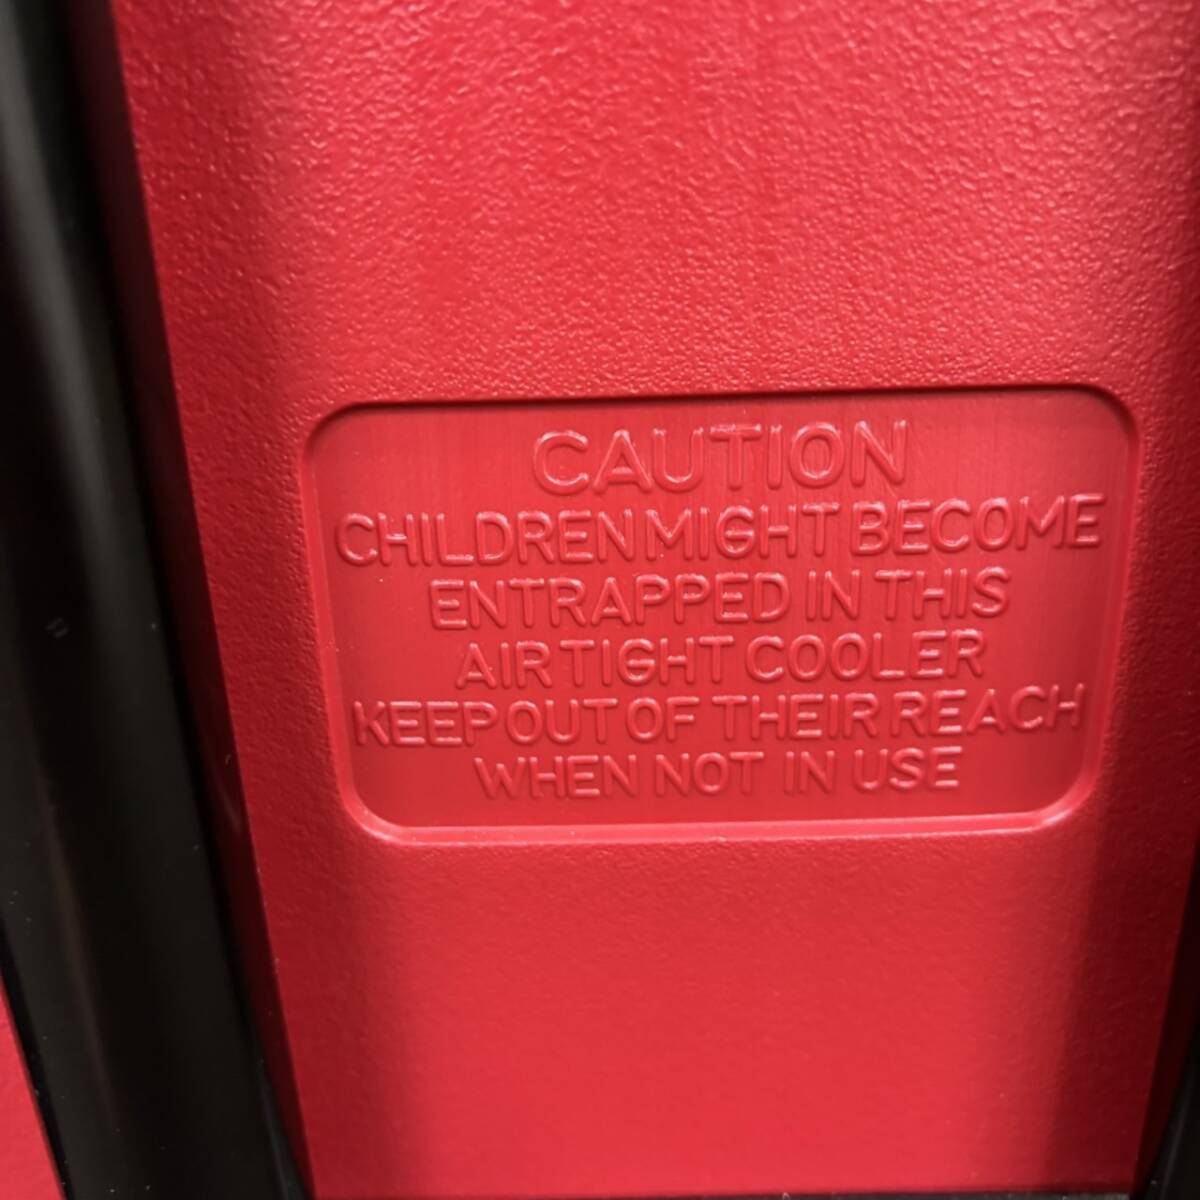 CAUTION
CHILDREN MIGHT BECOME
ENTRAPPED IN THIS
AIR TIGHT COOLER
KEEP OUT OF THEIR REACH
WHEN NOT IN USE